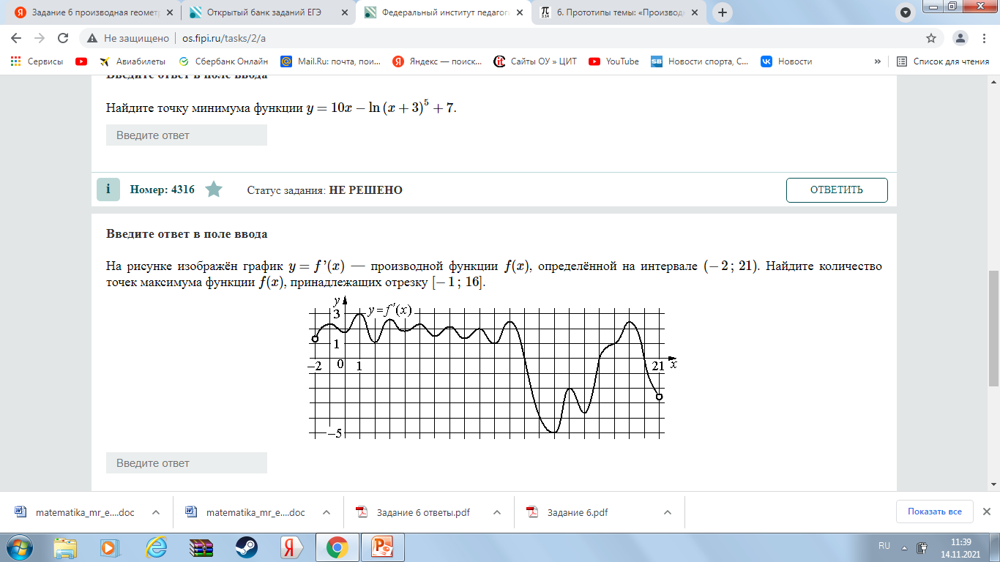 Задание 6 производная геомет
Открытый банк заданий ЕГЭ
Федеральный институт педагог
6. Прототипы темы: «Производ
Не защищено | os.fipi.ru/tasks/2/a
Сервисы
Авиабилеты
Сбербанк Онлайн
Mail.Ru: почта, пои...
Яндекс — поиск...
Сайты ОУ » ЦИТ
YouTube
Новости спорта, С...
Новости
»
Список для чтения
Введите ответ в поле ввода
Найдите точку минимума функции y = 10x − ln (x + 3)^5 + 7.
Введите ответ
i Номер: 4316 Статус задания: НЕ РЕШЕНО ОТВЕТИТЬ
Введите ответ в поле ввода
На рисунке изображён график y = f ’(x) — производной функции f(x), определённой на интервале (− 2 ; 21). Найдите количество
точек максимума функции f(x), принадлежащих отрезку [− 1 ; 16].
y
3
y = f ′(x)
1
−2 0 1 21 x
−5
Введите ответ
matematika_mr_e....doc
matematika_mr_e....doc
Задание 6 ответы.pdf
Задание 6.pdf
Показать все
RU
11:39
14.11.2021